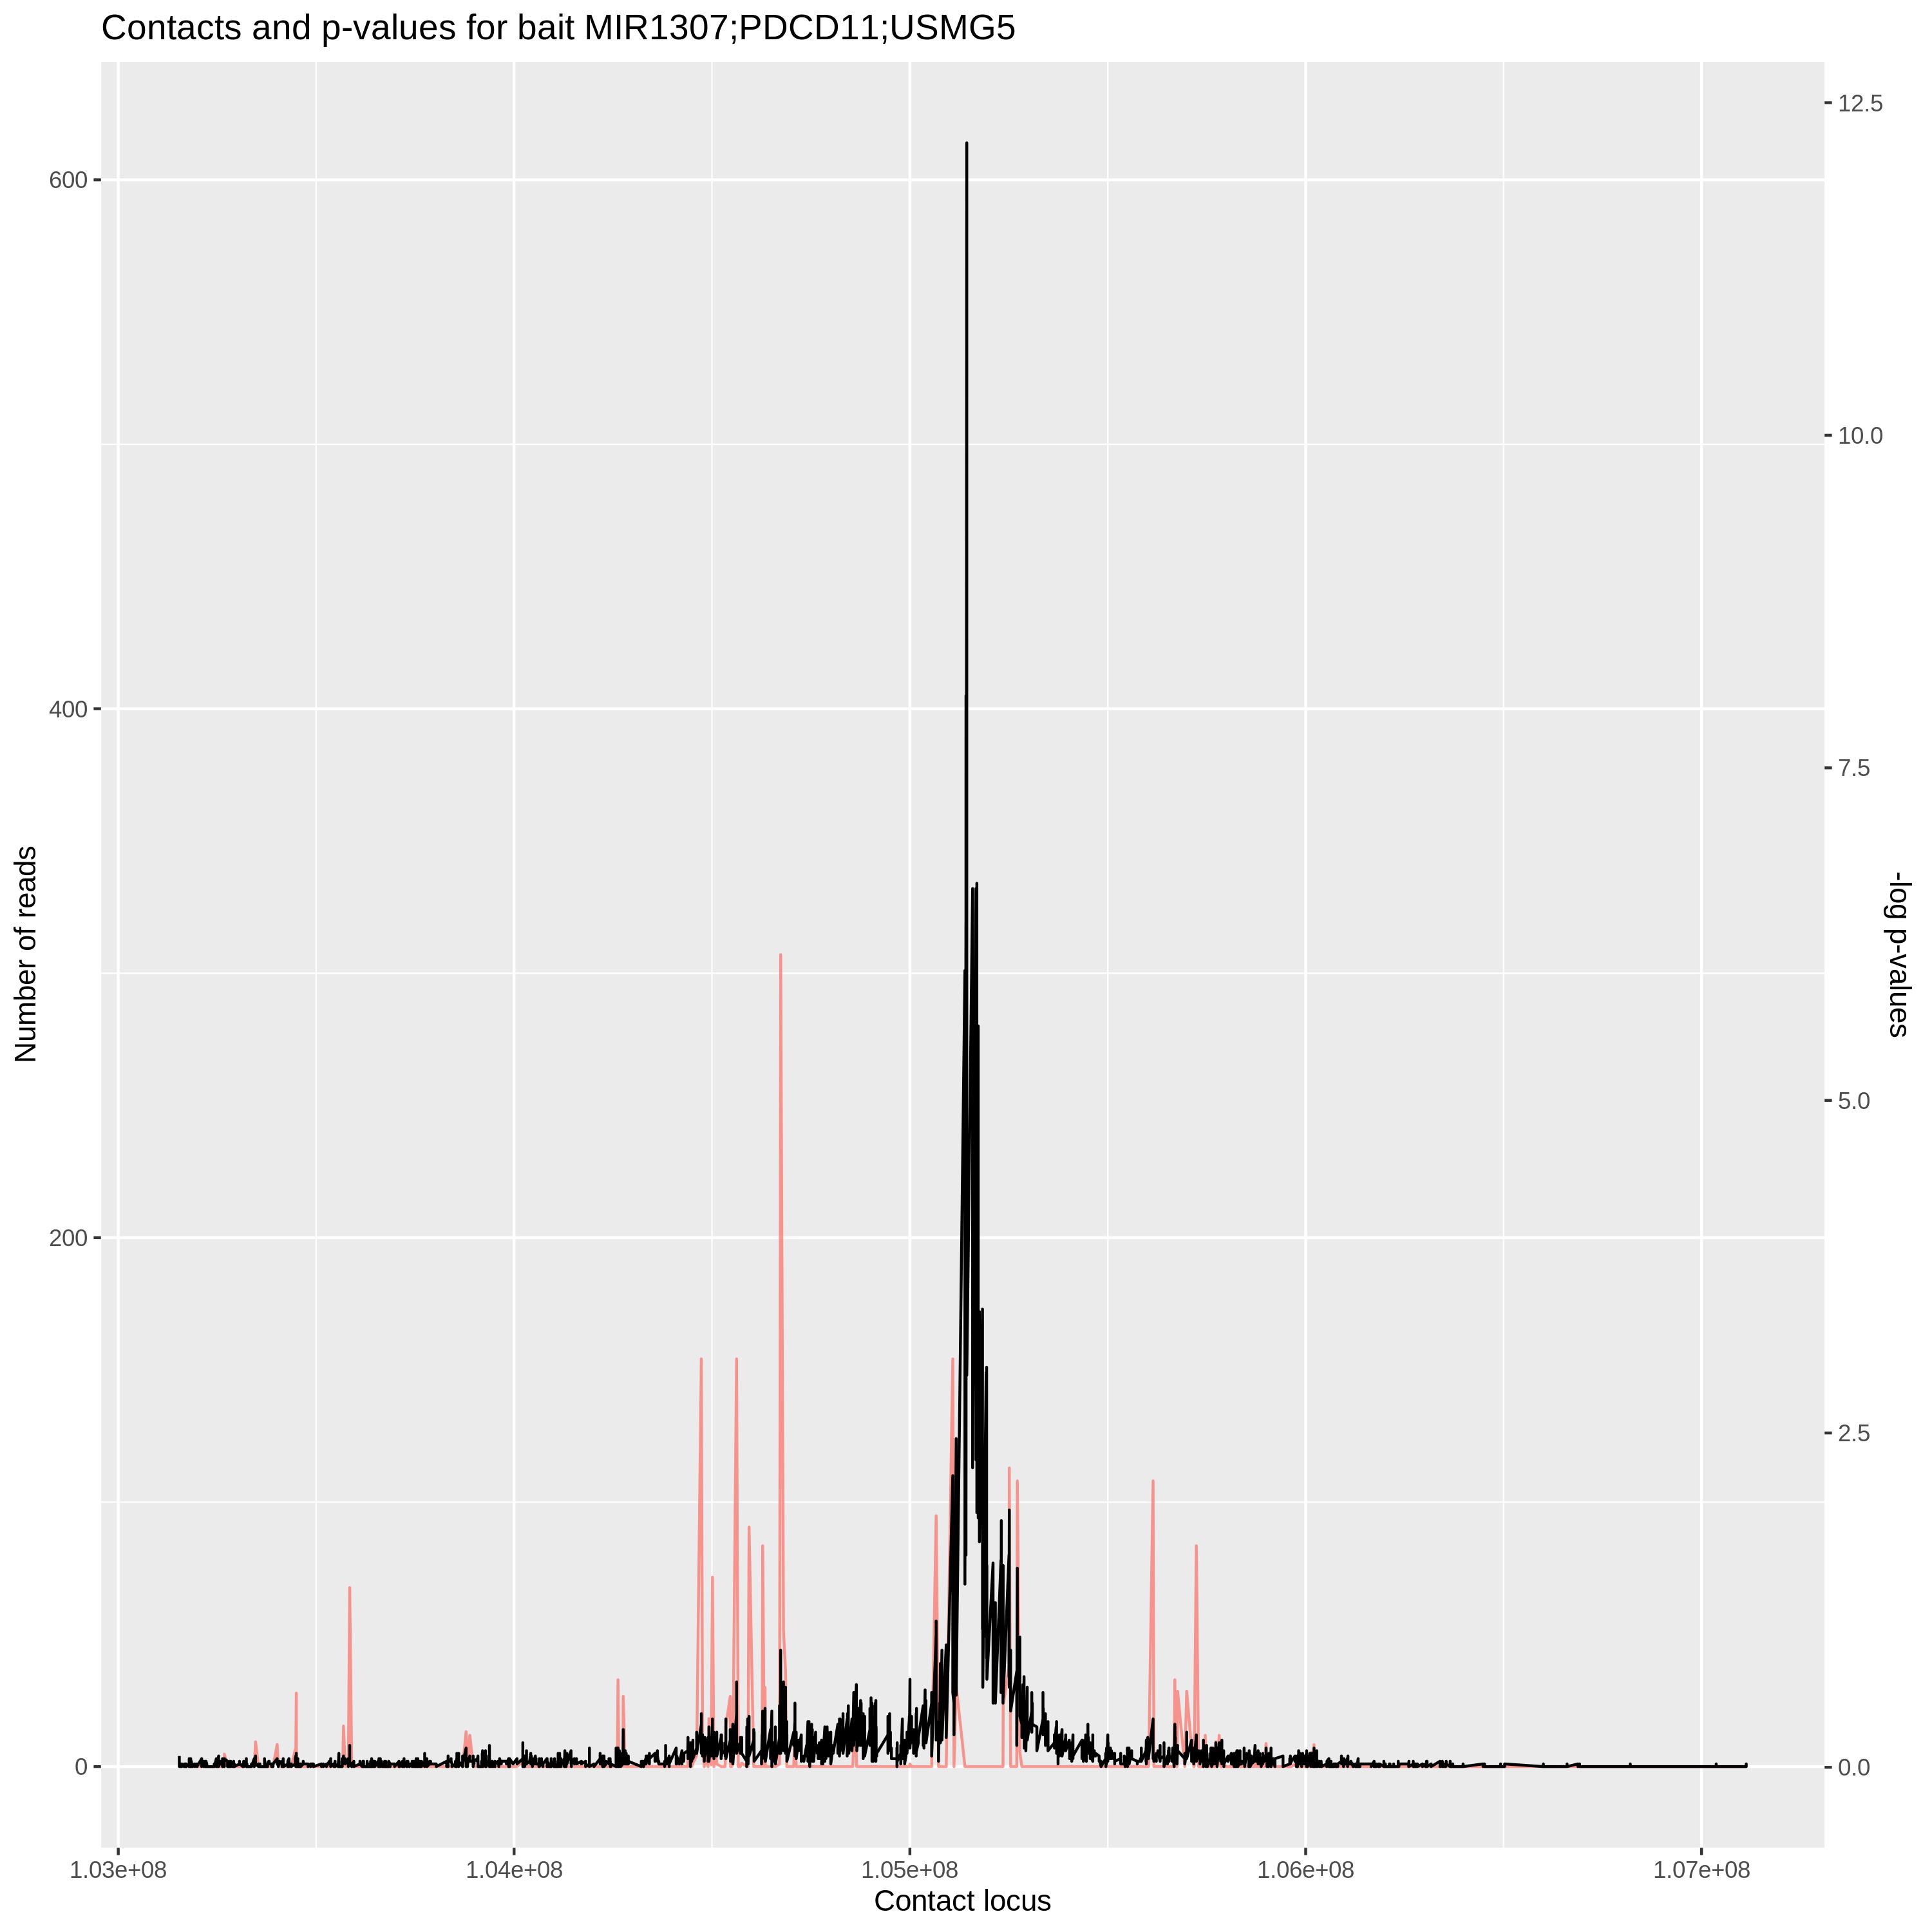 Contacts and p-values for bait MIR1307;PDCD11;USMG5
600
400
200
0
Number of reads
12.5
10.0
7.5
5.0
2.5
0.0
-log p-values
1.03e+08
1.04e+08
1.05e+08
1.06e+08
1.07e+08
Contact locus